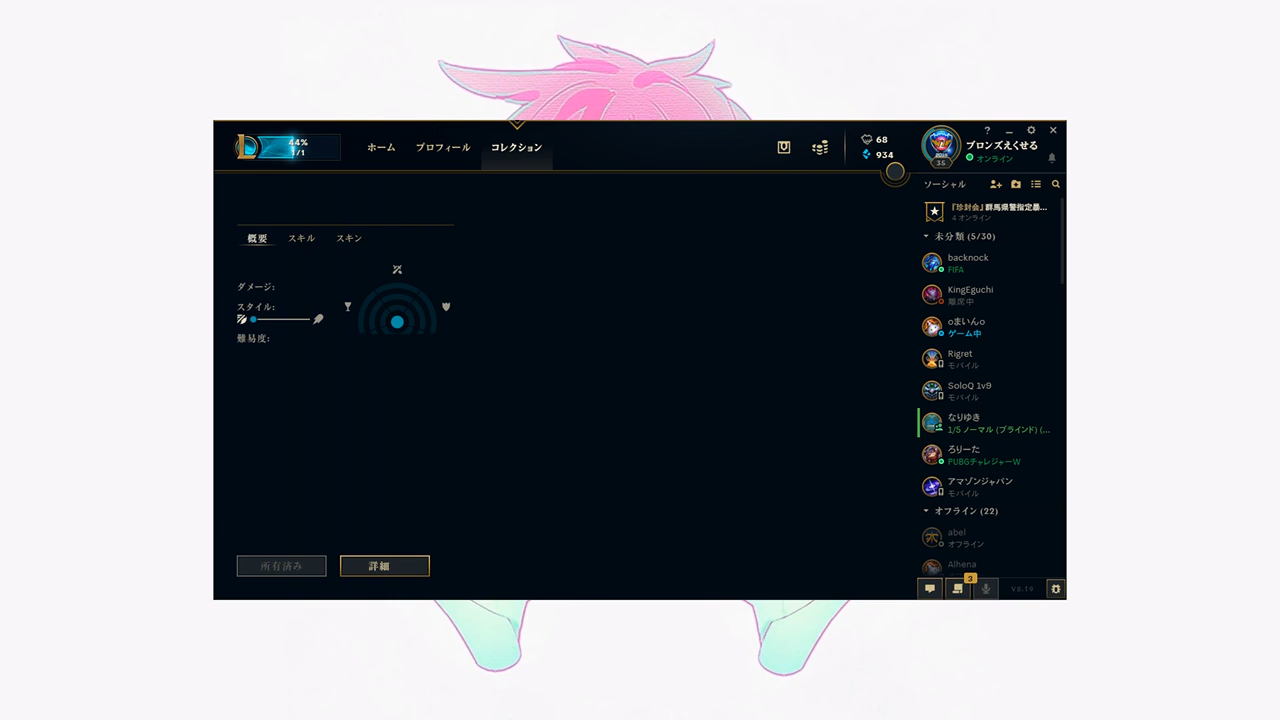 44%
1/1
ホーム
プロフィール
コレクション
68
934
?
35
ブロンズえくせる
オンライン
ソーシャル
『珍封会』群馬県警指定暴...
4 オンライン
未分類 (5/30)
backnock
FIFA
KingEguchi
離席中
oまいんo
ゲーム中
Rigret
モバイル
SoloQ 1v9
モバイル
なりゆき
1/5 ノーマル (ブラインド) (...
ろりーた
PUBGチャレジャーW
アマゾンジャパン
モバイル
オフライン (22)
abel
オフライン
Alhena
概要
スキル
スキン
ダメージ:
スタイル:
難易度:
所有済み
詳細
3
V8.19